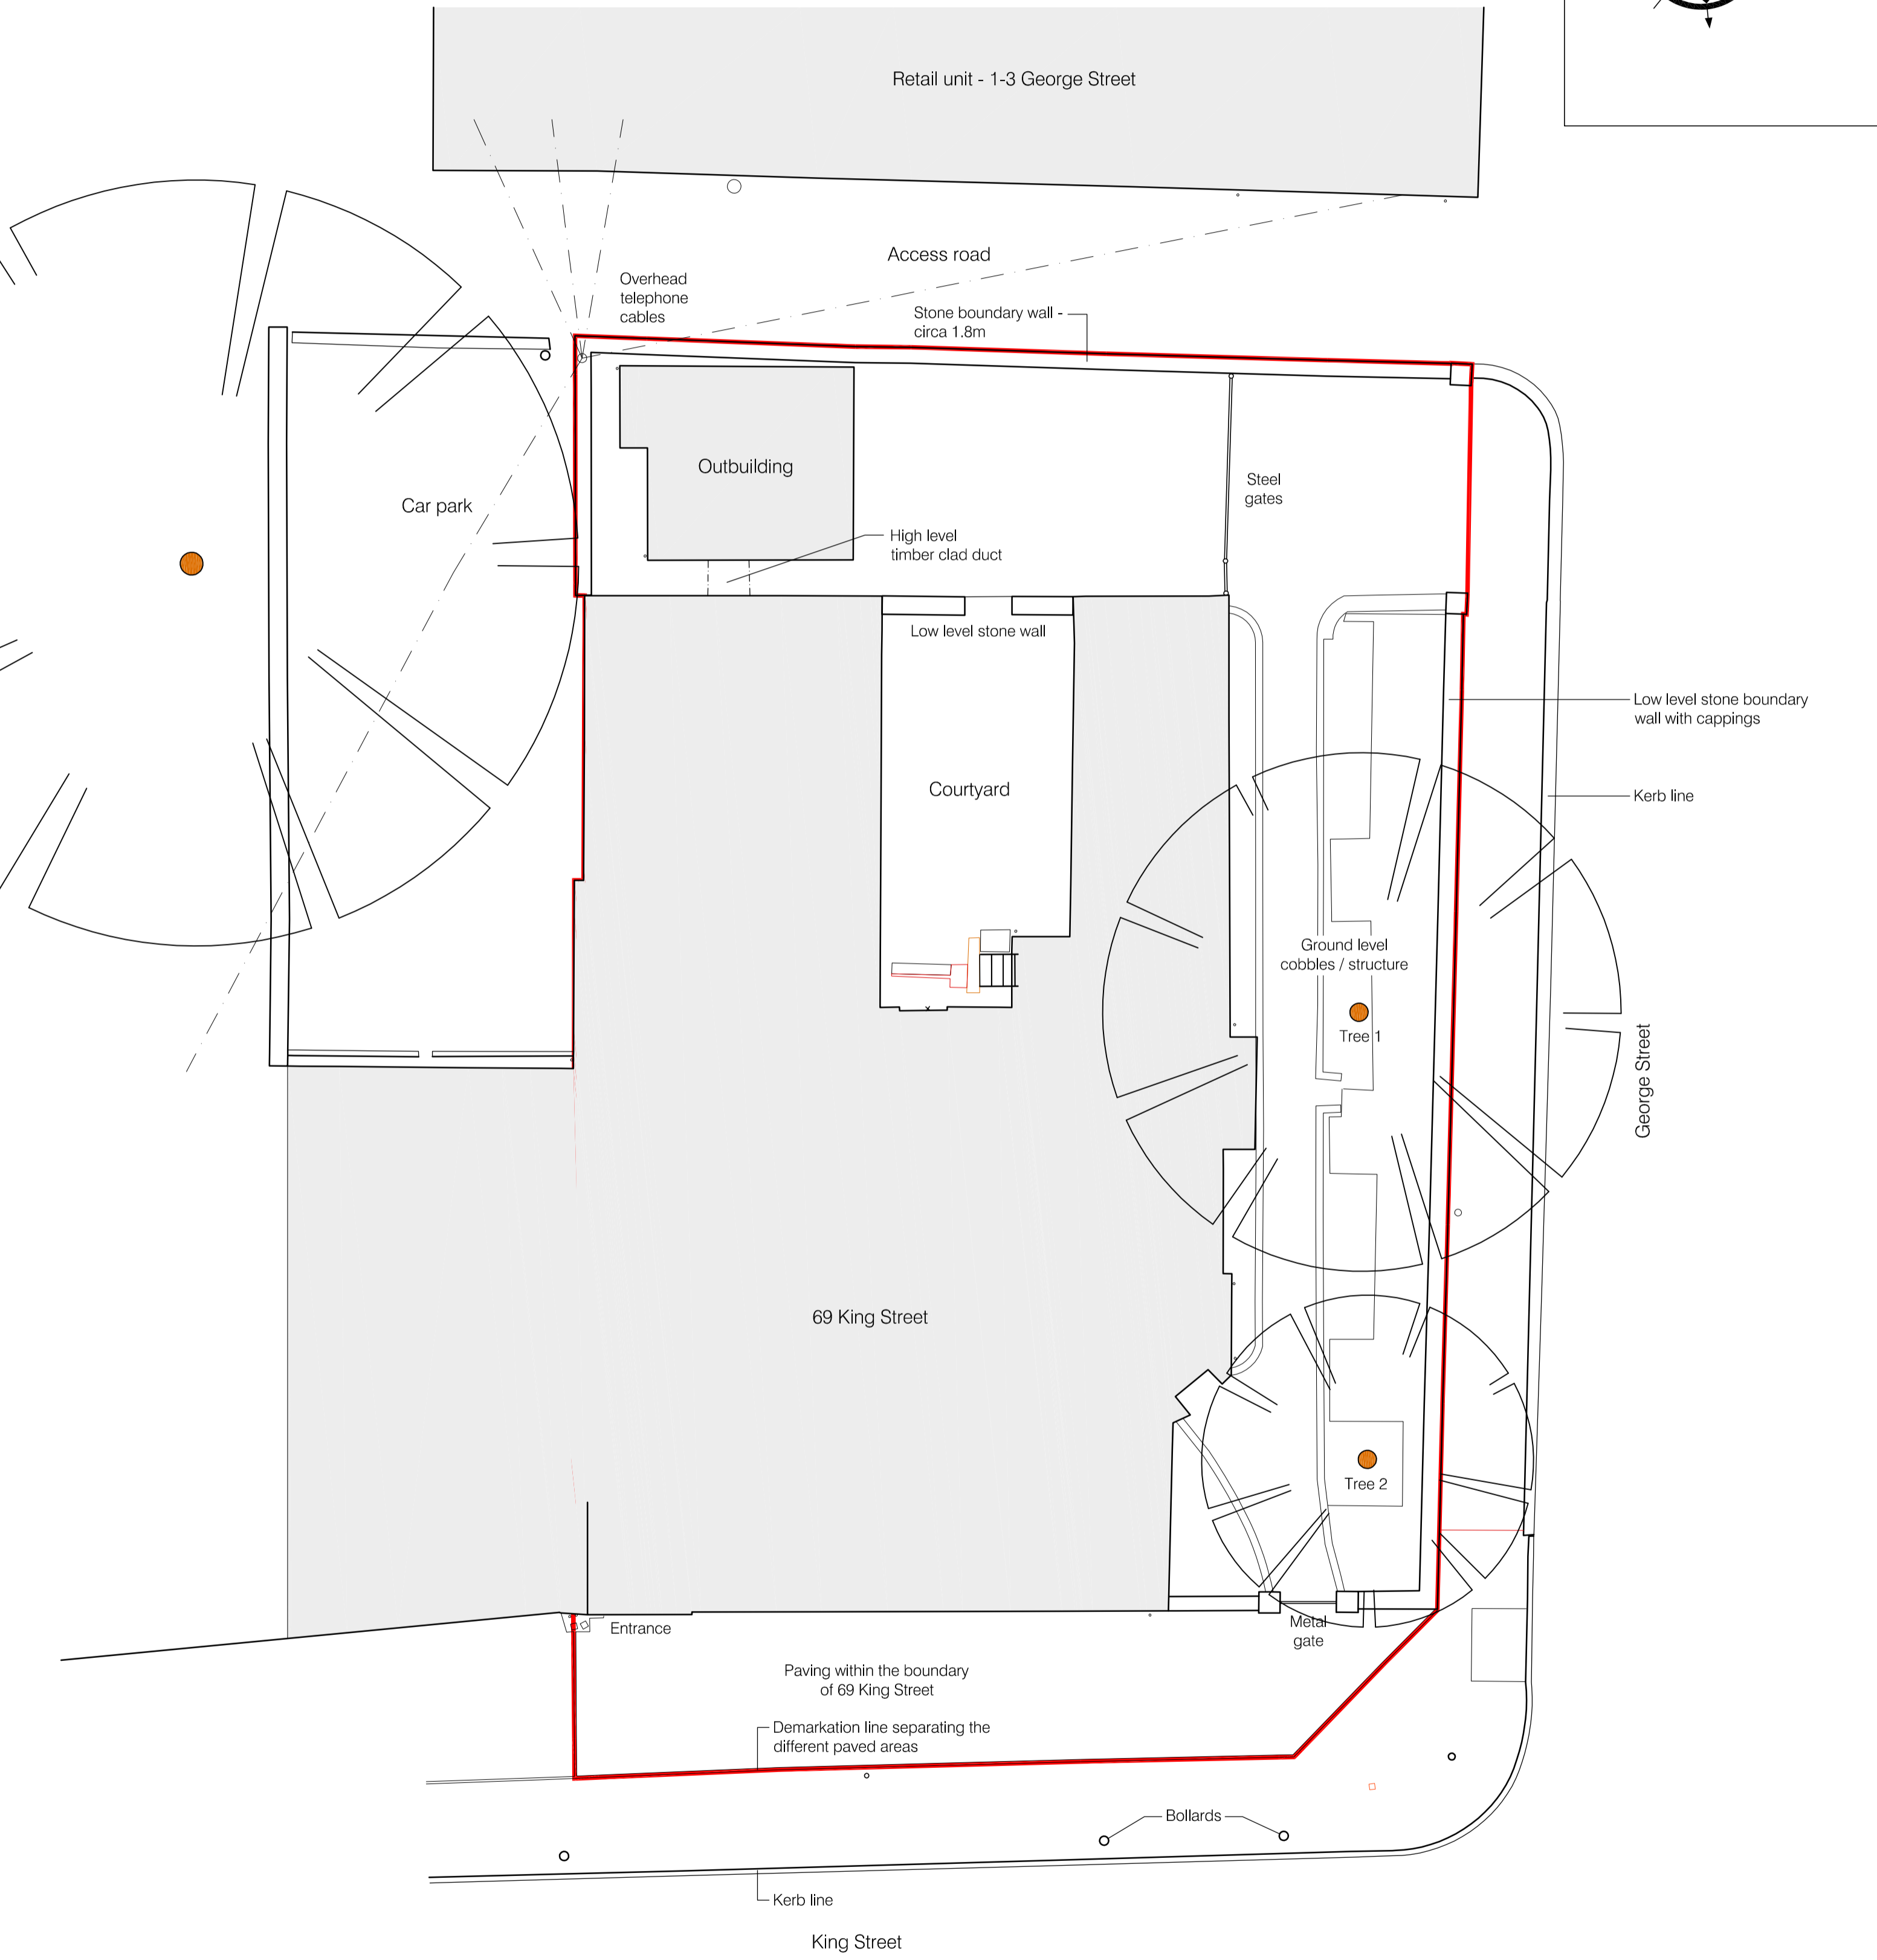 Retail unit - 1-3 George Street
Access road
Overhead
telephone
cables
Stone boundary wall -
circa 1.8m
Outbuilding
Steel
gates
Car park
High level
timber clad duct
Low level stone wall
Low level stone boundary
wall with cappings
Courtyard
Kerb line
Ground level
cobbles / structure
Tree 1
George Street
69 King Street
Tree 2
Entrance
Metal
gate
Paving within the boundary
of 69 King Street
Demarkation line separating the
different paved areas
Bollards
Kerb line
King Street